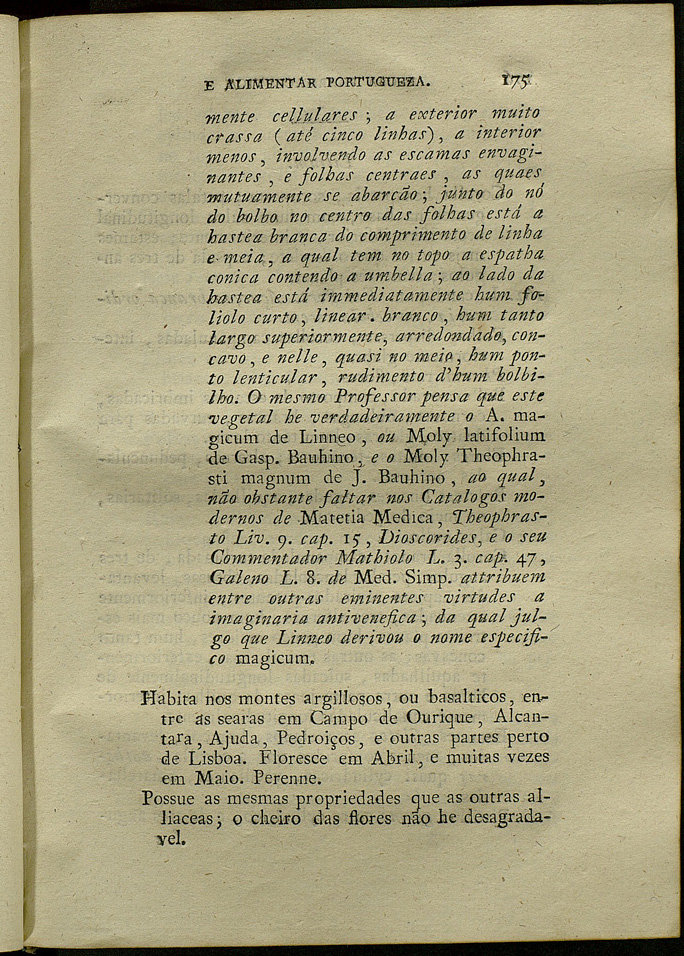 E ALIMENTAR PORTUGUEZA. 175
mente cellulares ; a exterior muito
crassa ( até cinco linhas), a interior
menos, involvendo as escamas envagi-
nantes , e folhas centraes , as quaes
mutuamente se abarcão ; junto do nó
do bolbo no centro das folhas está a
hastea branca do comprimento de linha
e meia, a qual tem no topo a espatha
conica contendo a umbella ; ao lado da
hastea está immediatamente hum fo-
liolo curto, linear. branco, hum tanto
largo superiormente, arredondado, con-
cavo, e nelle, quasi no meio, hum pon-
to lenticular, rudimento d'hum bolbi-
lho. O mesmo Professor pensa que este
vegetal he verdadeiramente o A. ma-
gicum de Linneo, ou Moly latifolium
de Gasp. Bauhino, e o Moly Theophra-
sti magnum de J. Bauhino, ao qual,
não obstante faltar nos Catalogos mo-
dernos de Materia Medica, Theophras-
to Liv. 9. cap. 15, Dioscorides, e o seu
Commentador Mathiolo L. 3. cap. 47,
Galeno L. 8. de Med. Simp. attribuem
entre outras eminentes virtudes a
imaginaria antivenefica ; da qual jul-
go que Linneo derivou o nome especifi-
co magicum.
Habita nos montes argillosos, ou basalticos, en-
tre as searas em Campo de Ourique, Alcan-
tara, Ajuda, Pedroiços, e outras partes perto
de Lisboa. Floresce em Abril, e muitas vezes
em Maio. Perenne.
Possue as mesmas propriedades que as outras al-
liaceas; o cheiro das flores não he desagrada-
vel.